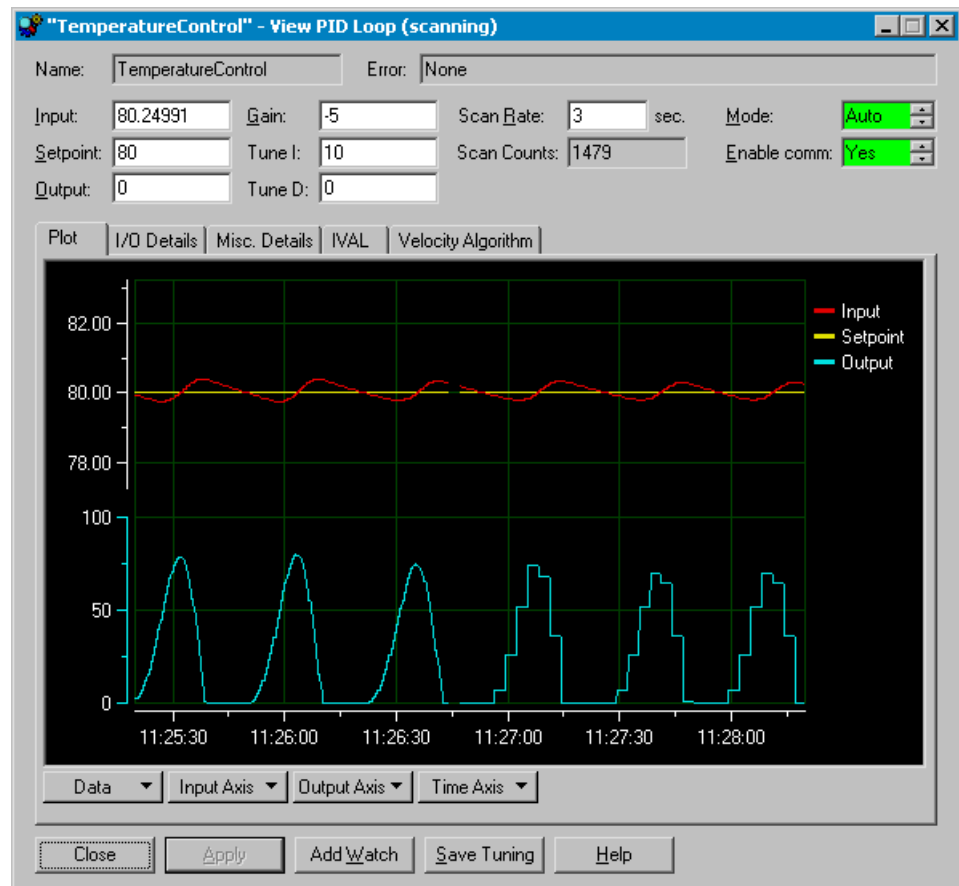 "TemperatureControl" - View PID Loop (scanning)
Name: TemperatureControl Error: None
Input: 80.24991 Gain: -5 Scan Rate: 3 sec. Mode: Auto
Setpoint: 80 Tune I: 10 Scan Counts: 1479 Enable comm: Yes
Output: 0 Tune D: 0
Plot I/O Details Misc. Details IVAL Velocity Algorithm
82.00
80.00
78.00
100
50
0
Input
Setpoint
Output
11:25:30 11:26:00 11:26:30 11:27:00 11:27:30 11:28:00
Data Input Axis Output Axis Time Axis
Close Apply Add Watch Save Tuning Help